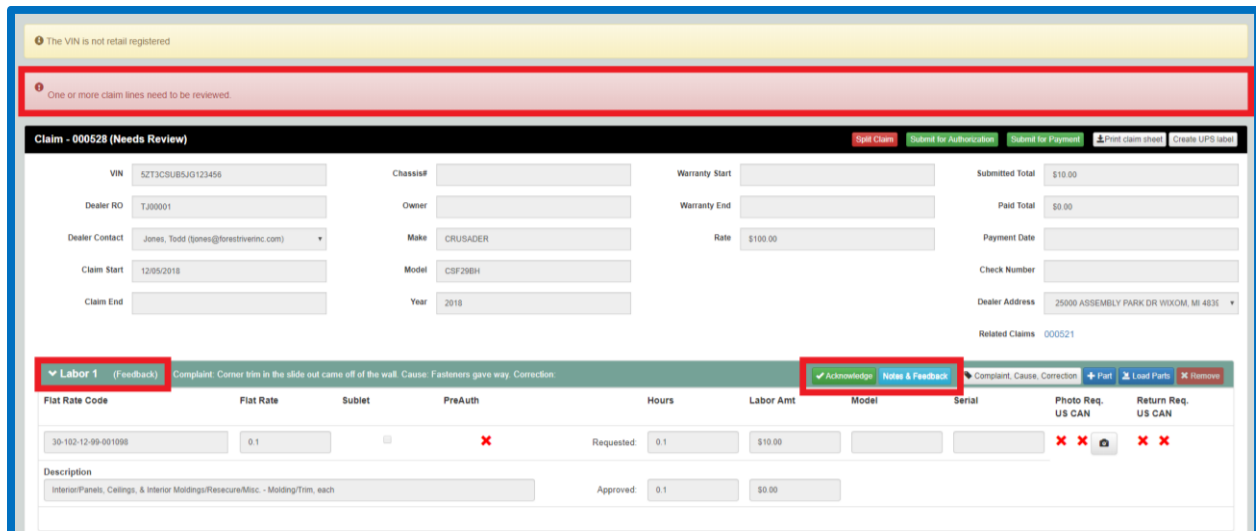 The VIN is not retail registered
One or more claim lines need to be reviewed.
Claim - 000528 (Needs Review) Split Claim Submit for Authorization Submit for Payment Print claim sheet Create UPS label
VIN 5ZT3CSUB5JG123456 Chassis# Warranty Start Submitted Total $10.00
Dealer RO TJ00001 Owner Warranty End Paid Total $0.00
Dealer Contact Jones, Todd (tjones@forestriverinc.com) Make CRUSADER Rate $100.00 Payment Date
Claim Start 12/05/2018 Model CSF29BH Check Number
Claim End Year 2018 Dealer Address 25000 ASSEMBLY PARK DR WIXOM, MI 4839
Related Claims 000521
Labor 1 (Feedback) Complaint: Corner trim in the slide out came off of the wall. Cause: Fasteners gave way. Correction: Acknowledge Notes & Feedback Complaint, Cause, Correction Part Load Parts Remove
Flat Rate Code Flat Rate Sublet PreAuth Hours Labor Amt Model Serial Photo Req. Return Req.
US CAN US CAN
30-102-12-99-001098 0.1 Requested: 0.1 $10.00
Description
Interior/Panels, Ceilings, & Interior Moldings/Resecure/Misc. - Molding/Trim, each Approved: 0.1 $0.00